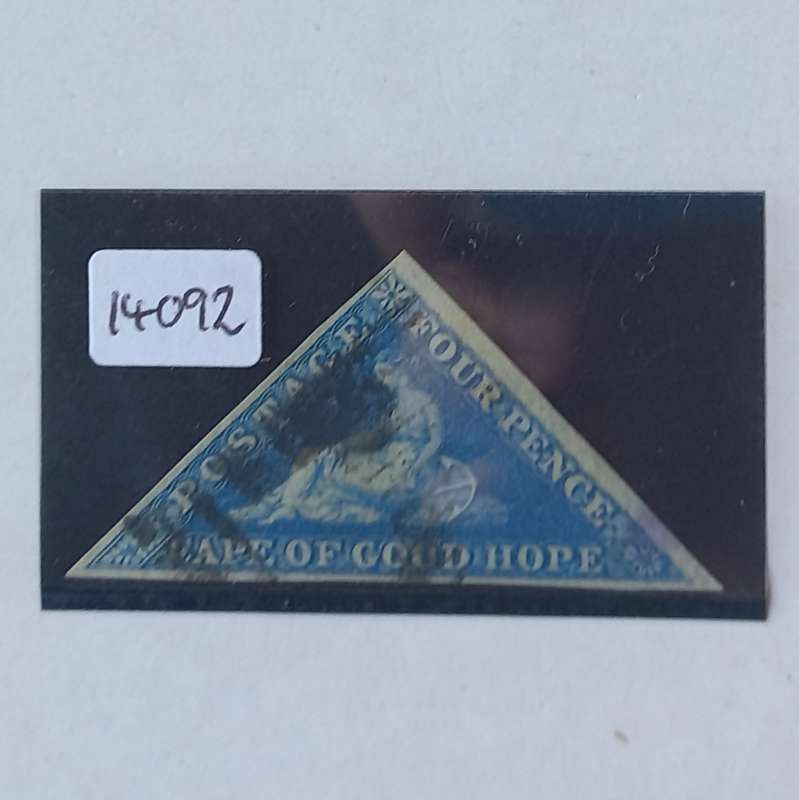 14092
POSTAGE
FOUR PENCE
CAPE OF GOOD HOPE